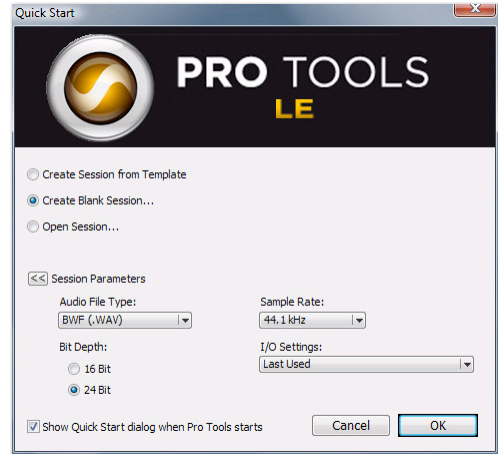 Quick Start
PRO TOOLS
LE
Create Session from Template
Create Blank Session...
Open Session...
<< Session Parameters
Audio File Type: Sample Rate:
BWF (.WAV) 44.1 kHz
Bit Depth: I/O Settings:
16 Bit Last Used
24 Bit
Show Quick Start dialog when Pro Tools starts Cancel OK